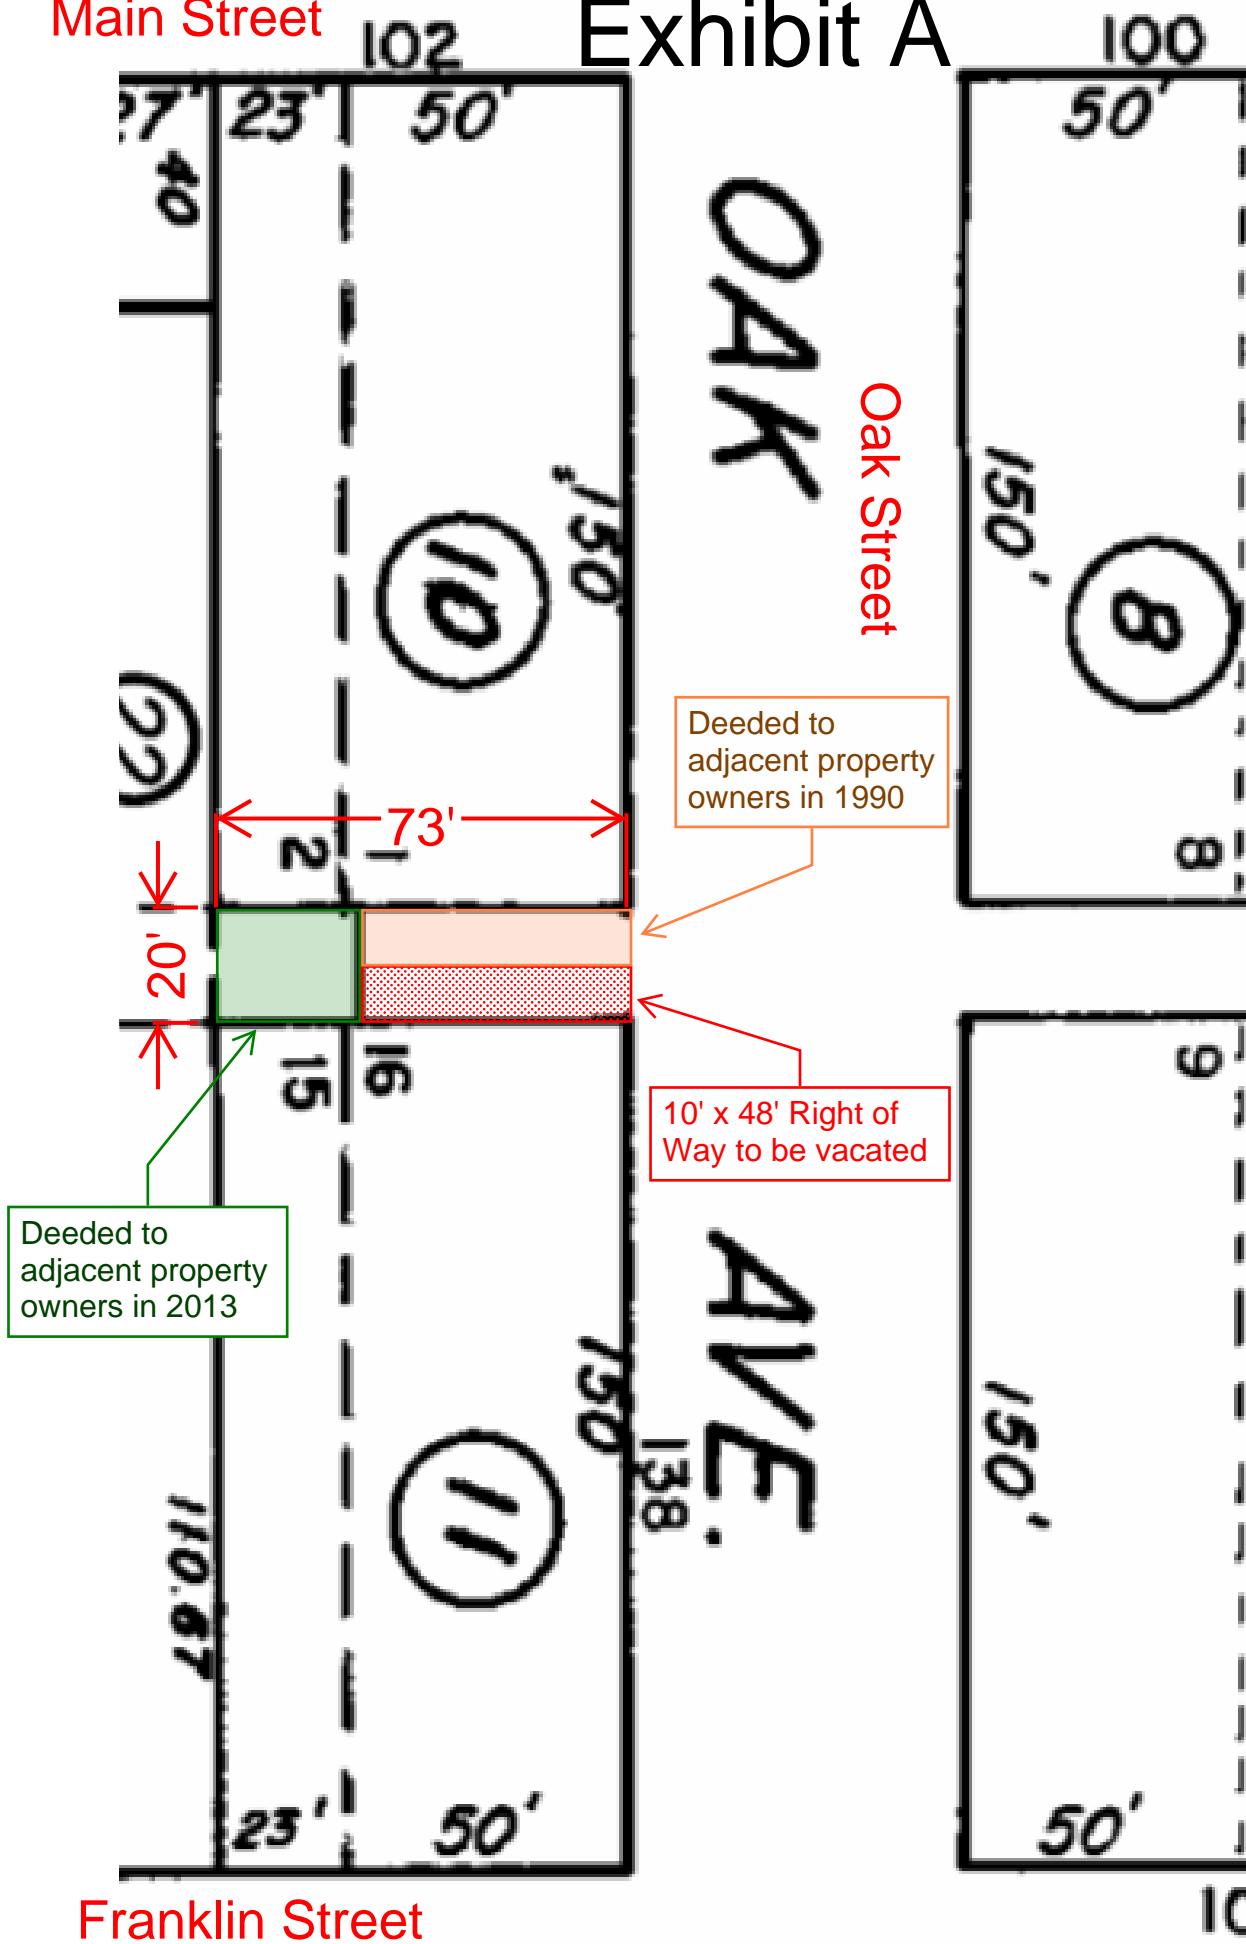 Main Street
Exhibit A
102
100
27'
23'
50'
50'
40
OAK
Oak Street
150'
150'
10
8
22
Deeded to
adjacent property
owners in 1990
73'
2
1
8
20'
15
16
9
10' x 48' Right of
Way to be vacated
Deeded to
adjacent property
owners in 2013
AVE.
150
138
150'
11
110.67
23'
50'
50'
Franklin Street
10